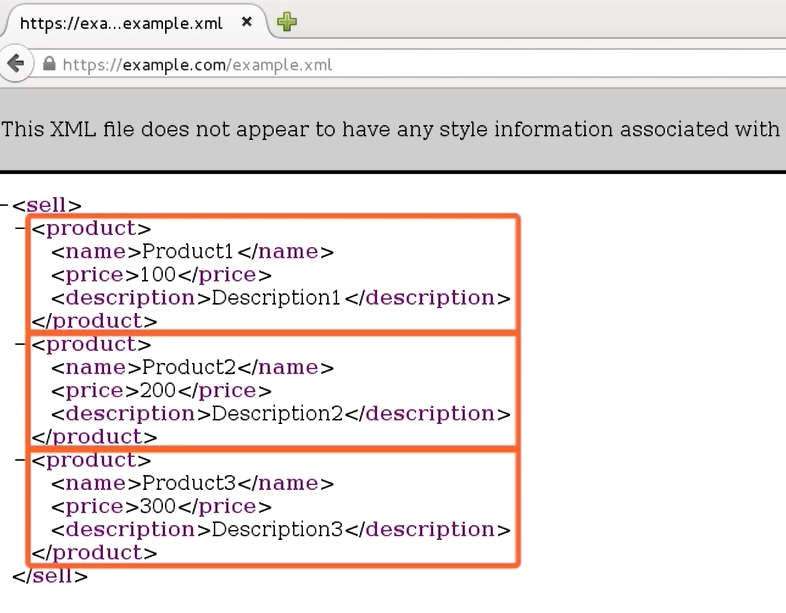 https://exa...example.xml
https://example.com/example.xml
This XML file does not appear to have any style information associated with
<sell>
<product>
<name>Product1</name>
<price>100</price>
<description>Description1</description>
</product>
<product>
<name>Product2</name>
<price>200</price>
<description>Description2</description>
</product>
<product>
<name>Product3</name>
<price>300</price>
<description>Description3</description>
</product>
</sell>